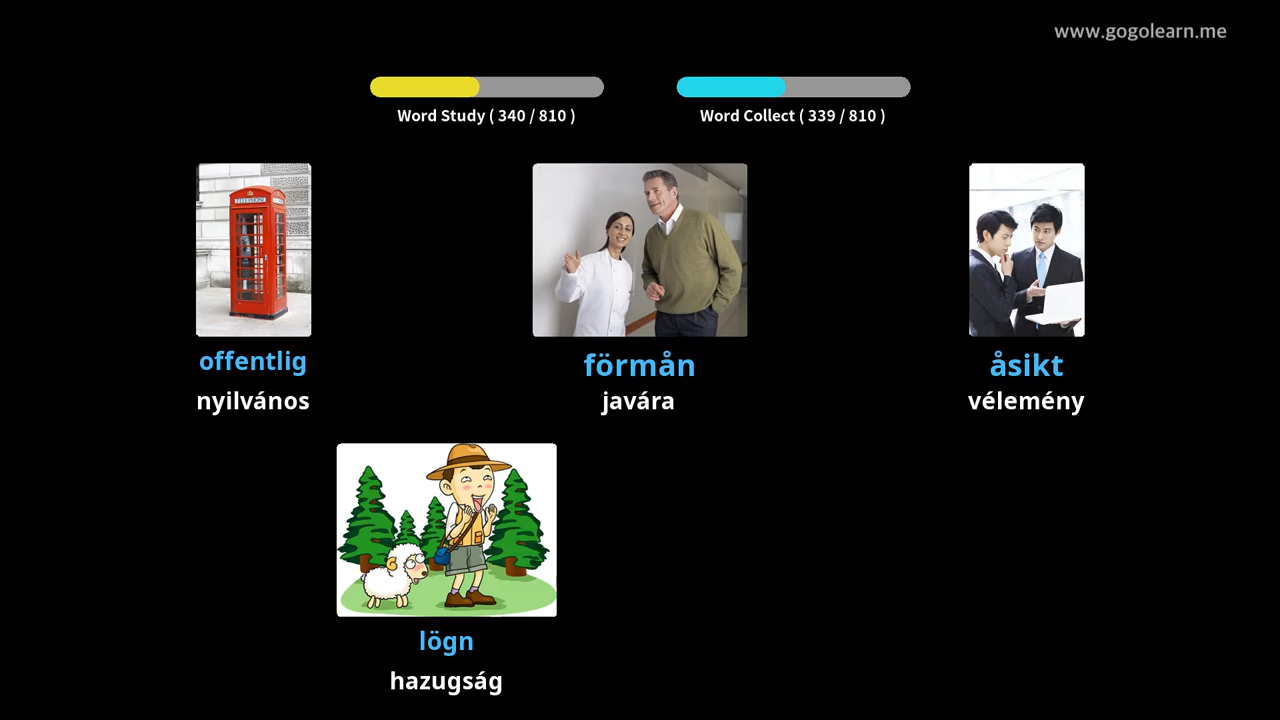 www.gogolearn.me
Word Study ( 340 / 810 )
Word Collect ( 339 / 810 )
TELEPHONE
offentlig
nyilvános
förmån
javára
åsikt
vélemény
lögn
hazugság